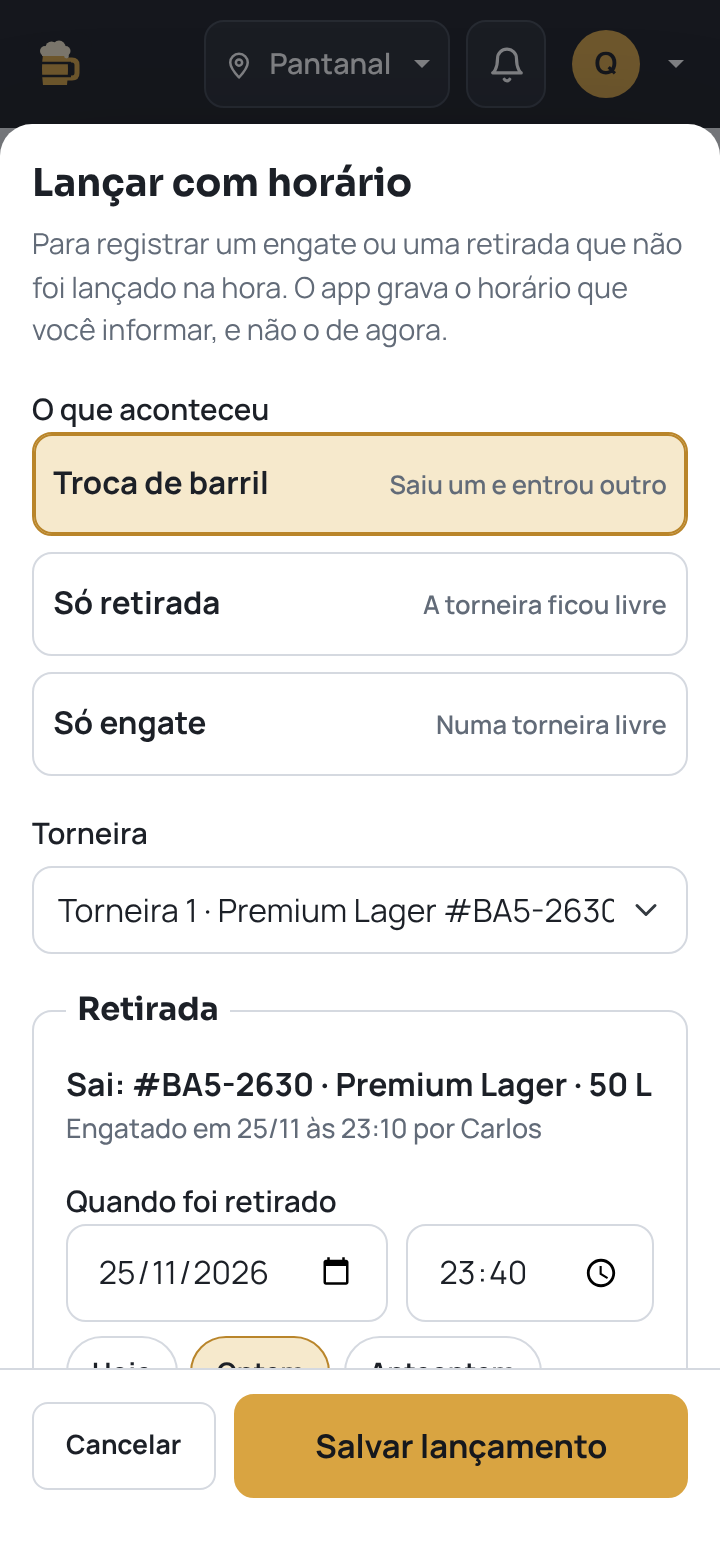 Pantanal
Q
Lançar com horário
Para registrar um engate ou uma retirada que não
foi lançado na hora. O app grava o horário que
você informar, e não o de agora.
O que aconteceu
Troca de barril
Saiu um e entrou outro
Só retirada
A torneira ficou livre
Só engate
Numa torneira livre
Torneira
Torneira 1 · Premium Lager #BA5-2630
Retirada
Sai: #BA5-2630 · Premium Lager · 50 L
Engatado em 25/11 às 23:10 por Carlos
Quando foi retirado
25/11/2026
23:40
Hoje
Ontem
Anteontem
Cancelar
Salvar lançamento